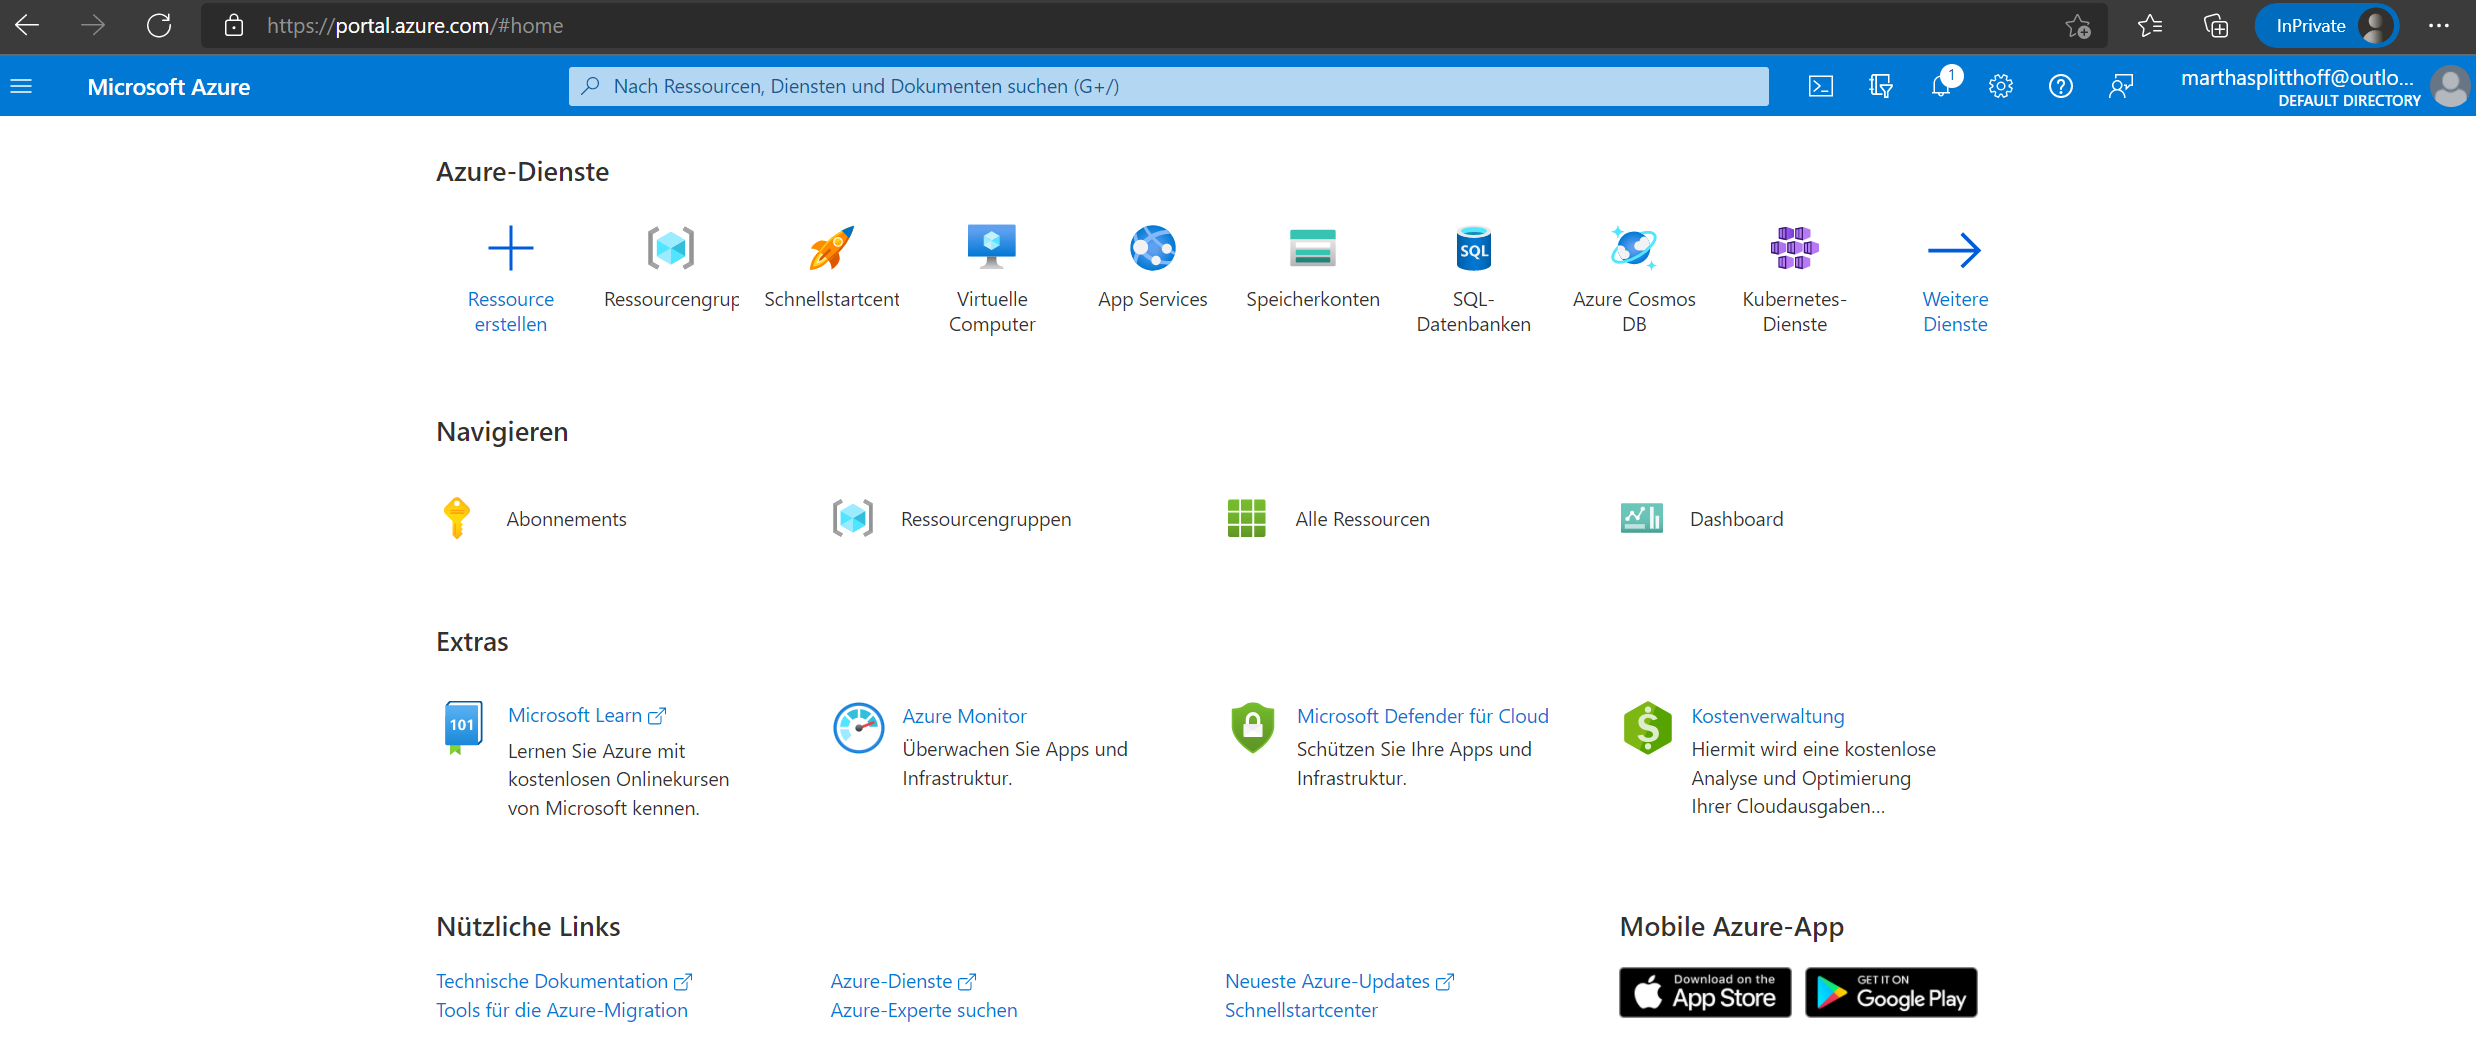 https://portal.azure.com/#home
InPrivate
Microsoft Azure
Nach Ressourcen, Diensten und Dokumenten suchen (G+/)
1
marthasplitthoff@outlo...
DEFAULT DIRECTORY
Azure-Dienste
Ressource
erstellen
Ressourcengrup
Schnellstartcent
Virtuelle
Computer
App Services
Speicherkonten
SQL
SQL-
Datenbanken
Azure Cosmos
DB
Kubernetes-
Dienste
Weitere
Dienste
Navigieren
Abonnements
Ressourcengruppen
Alle Ressourcen
Dashboard
Extras
101
Microsoft Learn
Lernen Sie Azure mit
kostenlosen Onlinekursen
von Microsoft kennen.
Azure Monitor
Überwachen Sie Apps und
Infrastruktur.
Microsoft Defender für Cloud
Schützen Sie Ihre Apps und
Infrastruktur.
Kostenverwaltung
Hiermit wird eine kostenlose
Analyse und Optimierung
Ihrer Cloudausgaben...
Nützliche Links
Technische Dokumentation
Tools für die Azure-Migration
Azure-Dienste
Azure-Experte suchen
Neueste Azure-Updates
Schnellstartcenter
Mobile Azure-App
Download on the
App Store
GET IT ON
Google Play